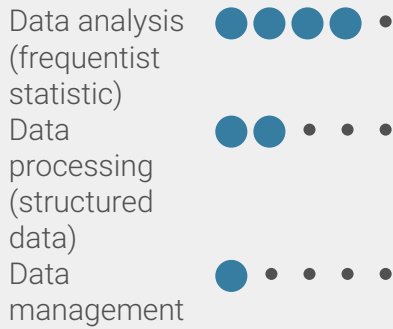 Data analysis
(frequentist
statistic)
Data
processing
(structured
data)
Data
management